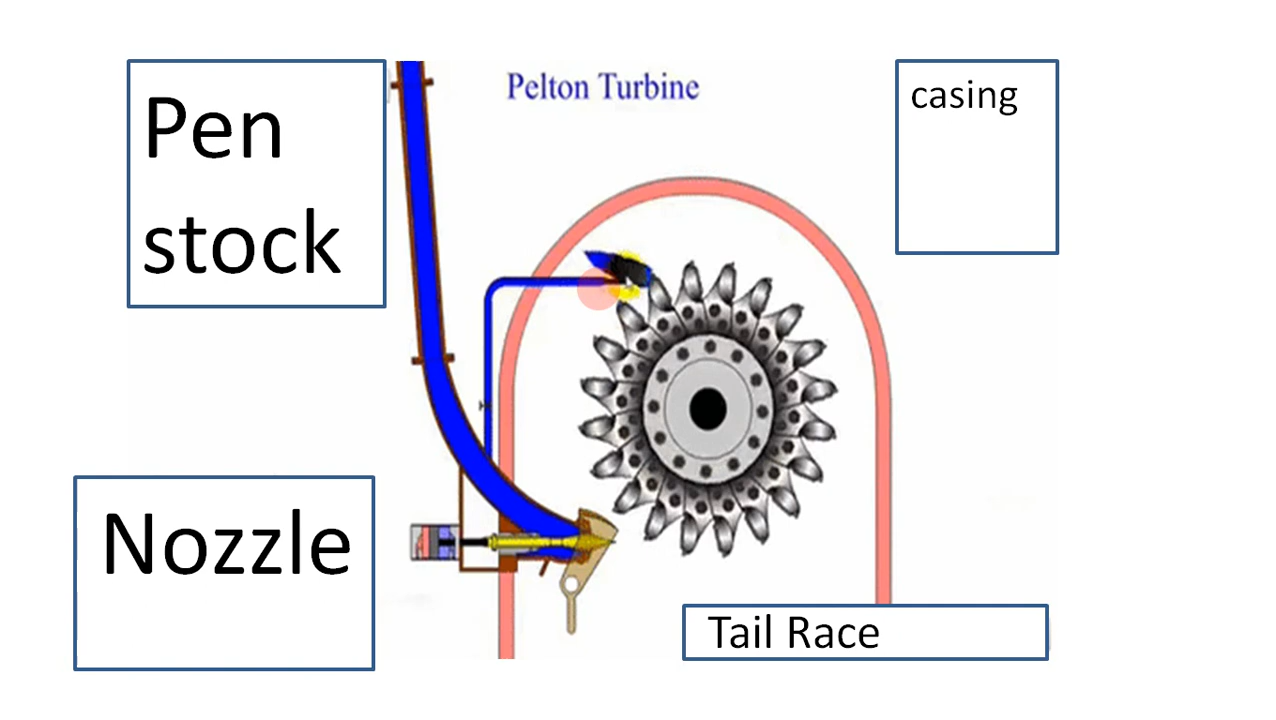 Pelton Turbine
Pen
stock
casing
Nozzle
Tail Race